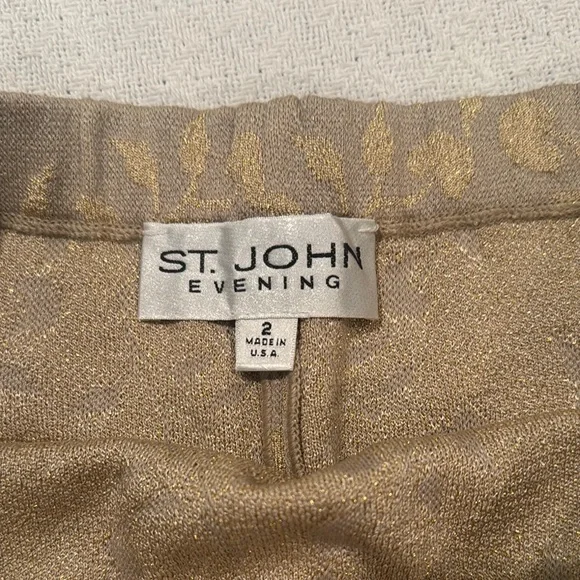 ST. JOHN
EVENING
2
MADE IN
U.S.A.